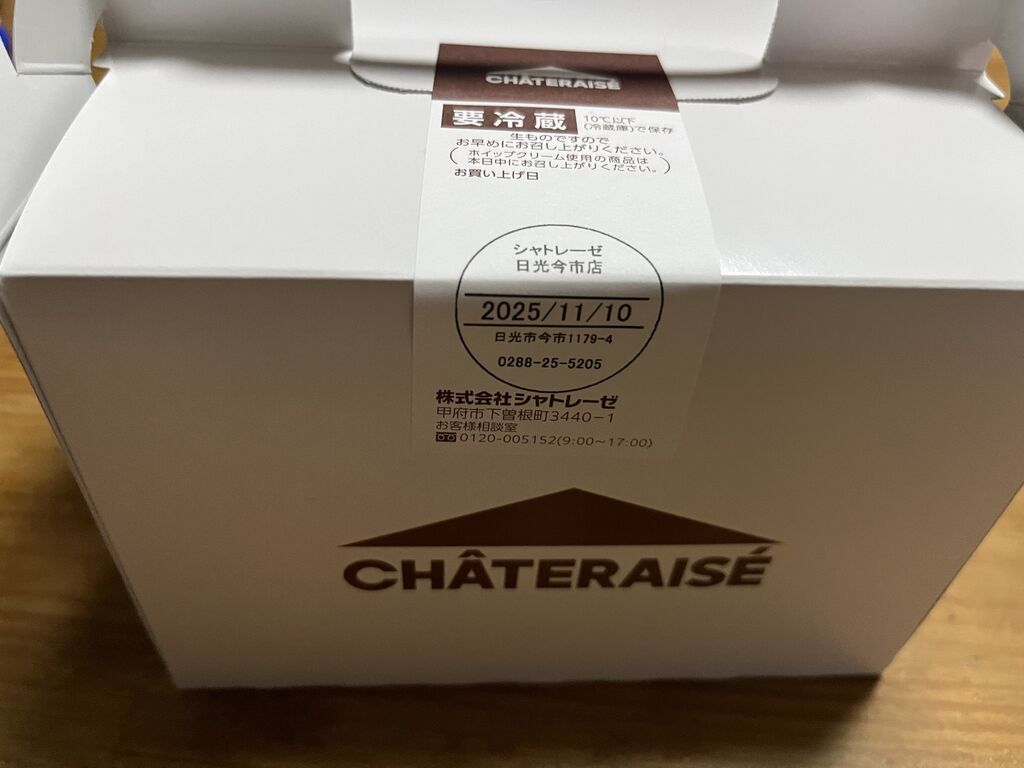 CHÂTERAISÉ
要冷蔵 10℃以下(冷蔵庫)で保存
生ものですので
お早めにお召し上がりください。
(ホイップクリーム使用の商品は
本日中にお召し上がりください。)
お買い上げ日
シャトレーゼ
日光今市店
2025/11/10
日光市今市1179-4
0288-25-5205
株式会社シャトレーゼ
甲府市下曽根町3440-1
お客様相談室
0120-005152(9:00~17:00)
CHÂTERAISÉ